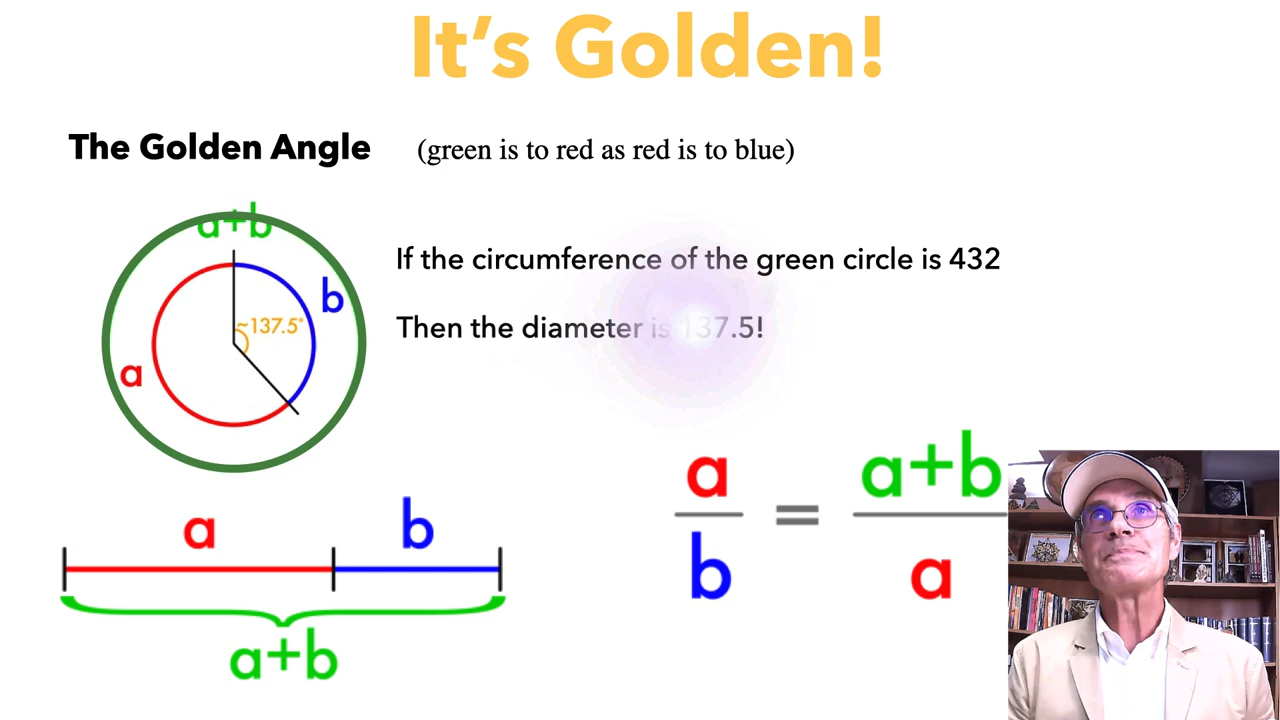 It’s Golden!
The Golden Angle (green is to red as red is to blue)
a+b
b
~137.5°
a
If the circumference of the green circle is 432
Then the diameter is 137.5!
a b
a+b
a = a+b
b a